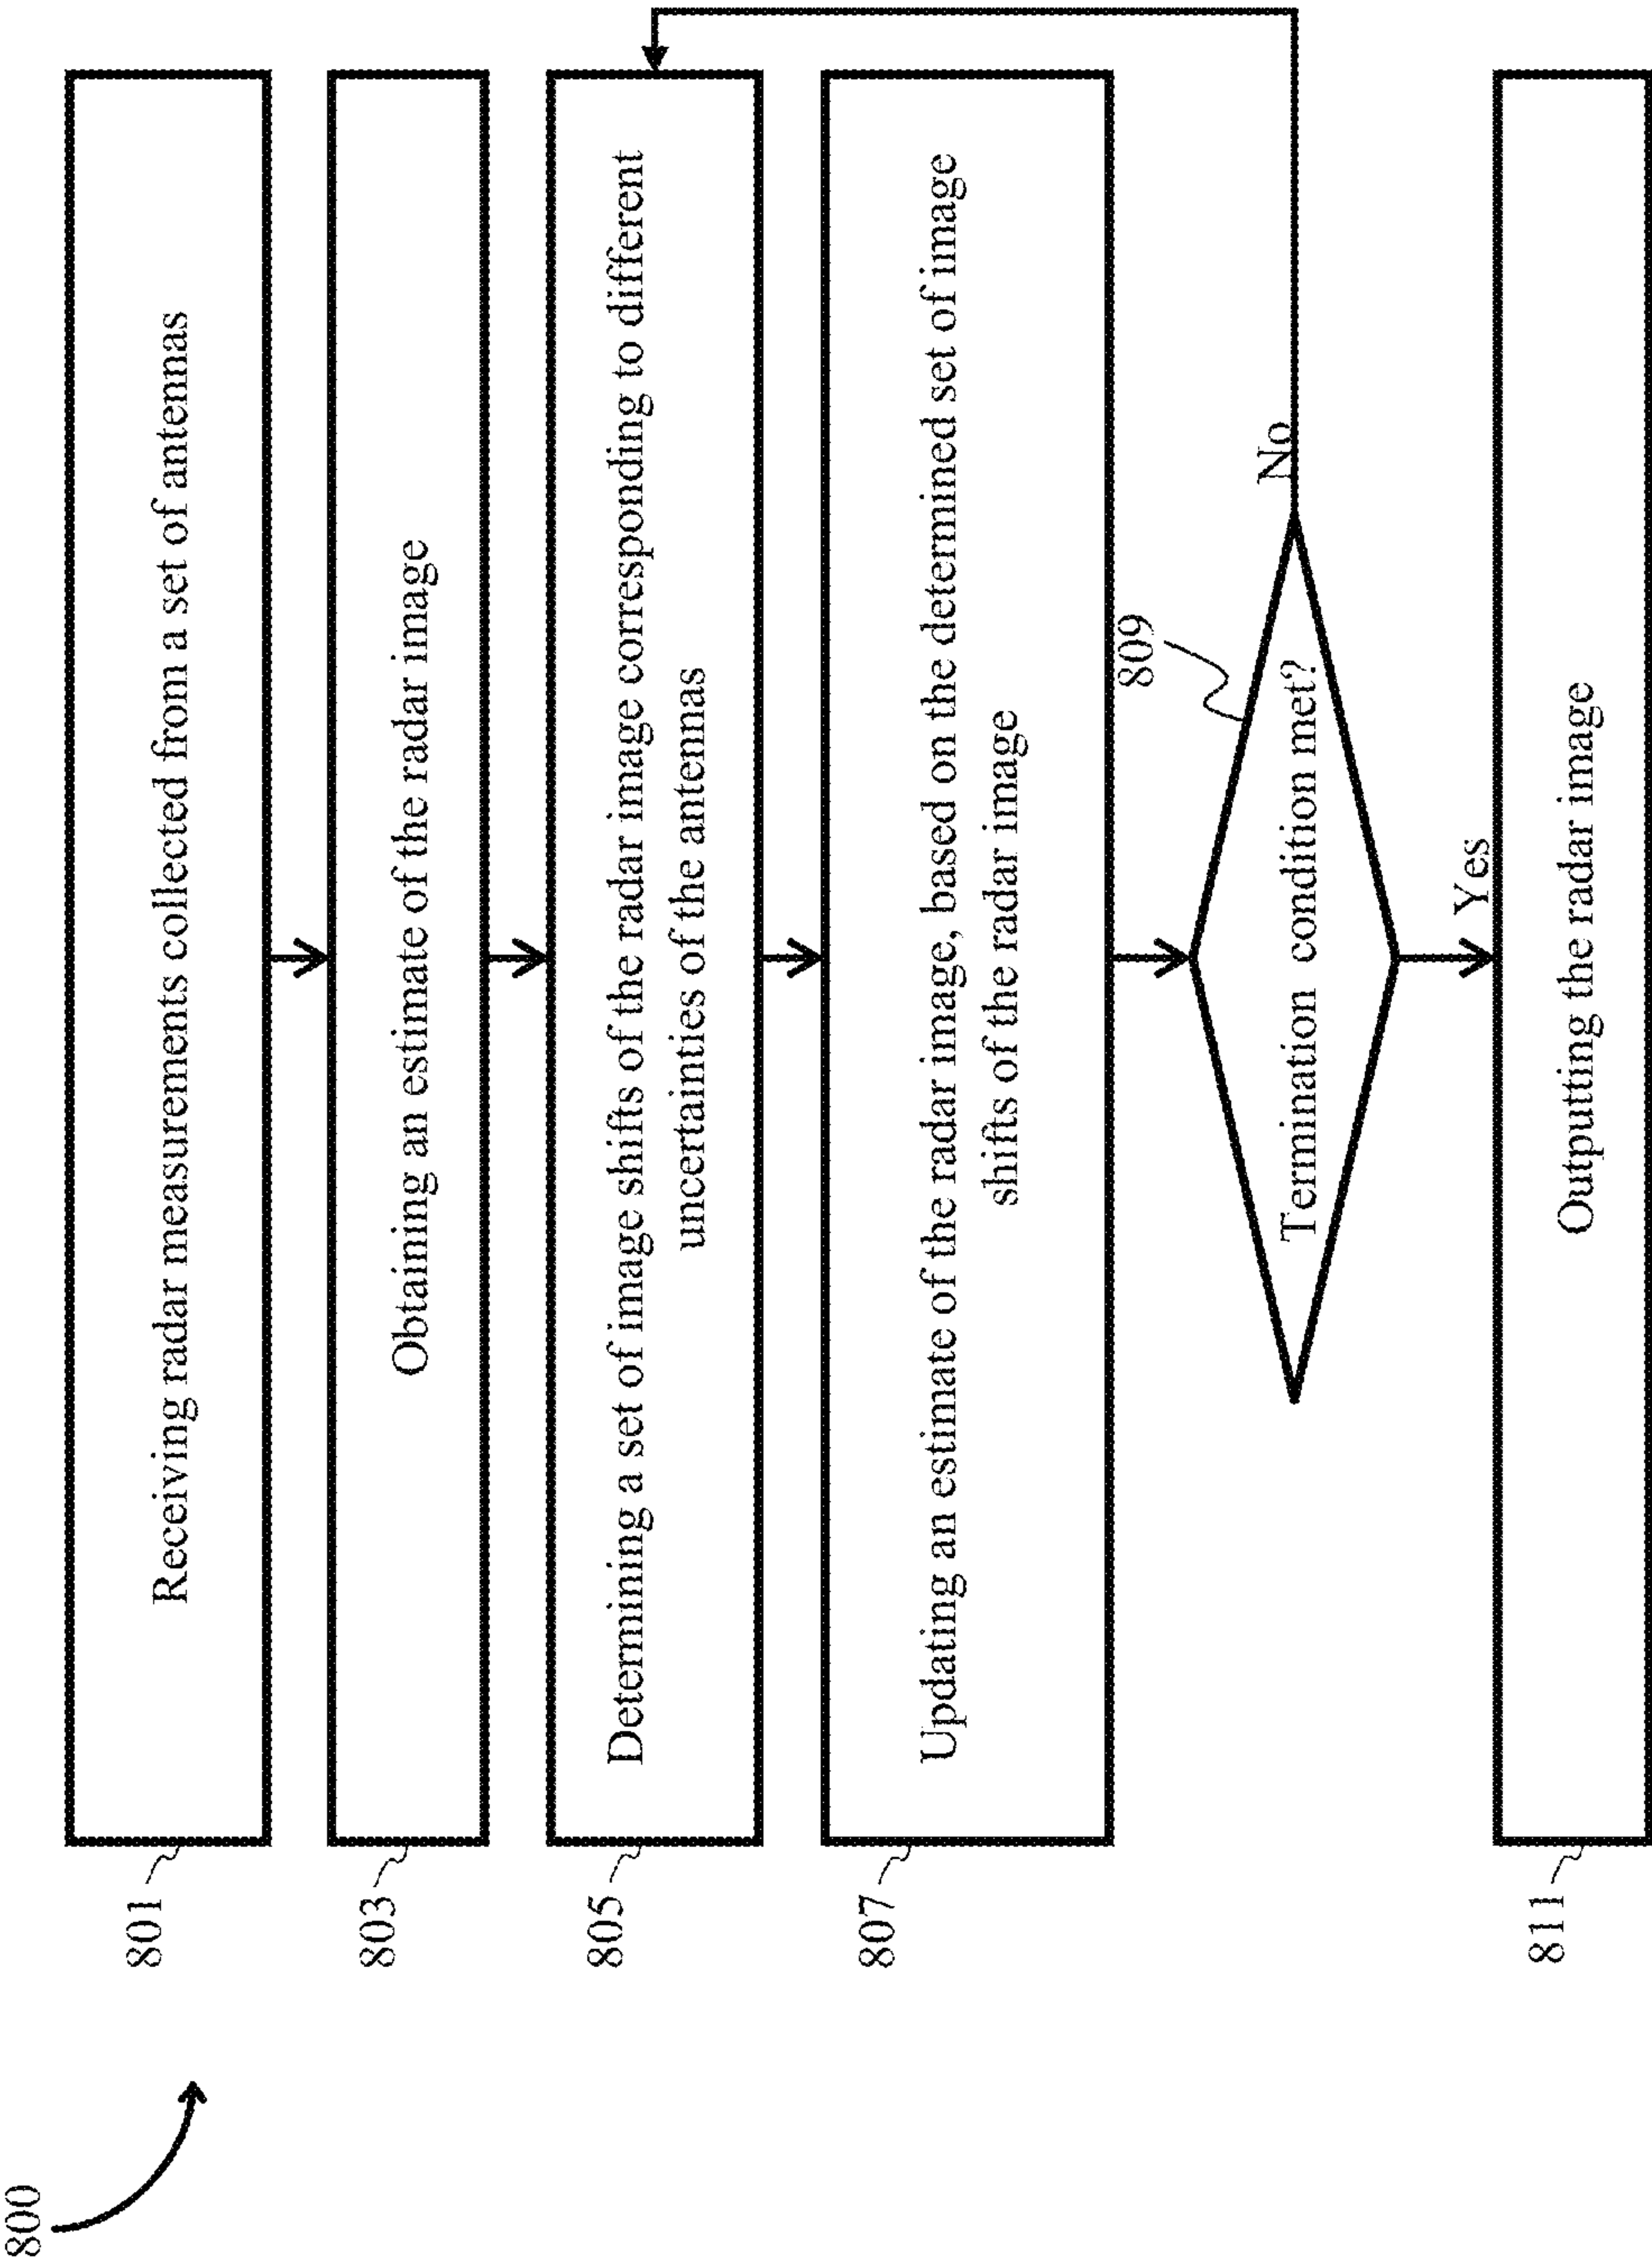 800
801
Receiving radar measurements collected from a set of antennas
803
Obtaining an estimate of the radar image
805
Determining a set of image shifts of the radar image corresponding to different
uncertainties of the antennas
807
Updating an estimate of the radar image, based on the determined set of image
shifts of the radar image
809
Termination condition met?
No
Yes
811
Outputting the radar image